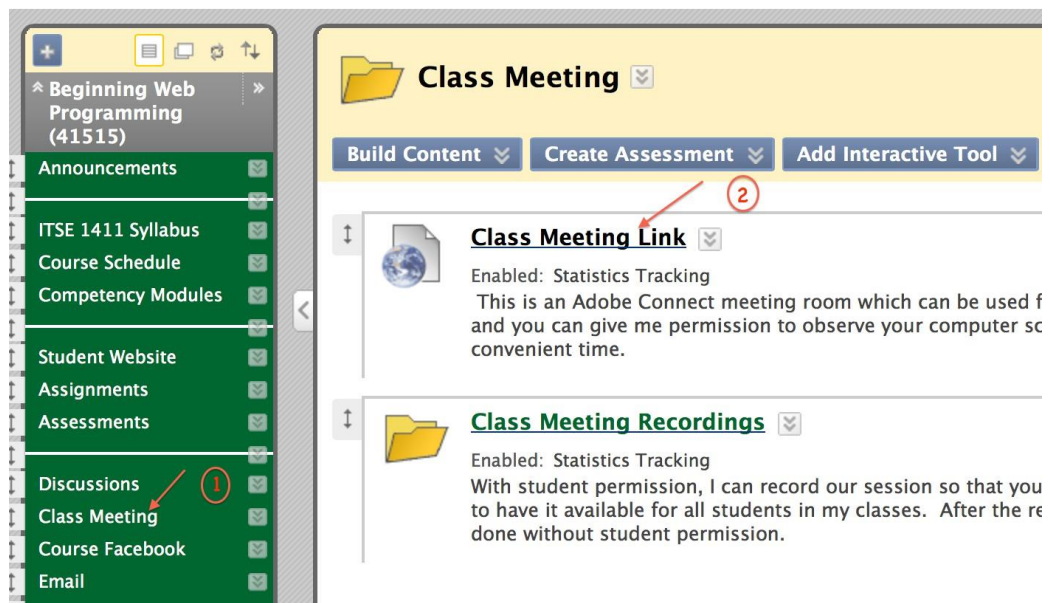 Beginning Web
Programming
(41515)
Announcements
ITSE 1411 Syllabus
Course Schedule
Competency Modules
Student Website
Assignments
Assessments
Discussions
1
Class Meeting
Course Facebook
Email
Class Meeting
Build Content
Create Assessment
Add Interactive Tool
2
Class Meeting Link
Enabled: Statistics Tracking
This is an Adobe Connect meeting room which can be used f
and you can give me permission to observe your computer sc
convenient time.
Class Meeting Recordings
Enabled: Statistics Tracking
With student permission, I can record our session so that you
to have it available for all students in my classes. After the re
done without student permission.